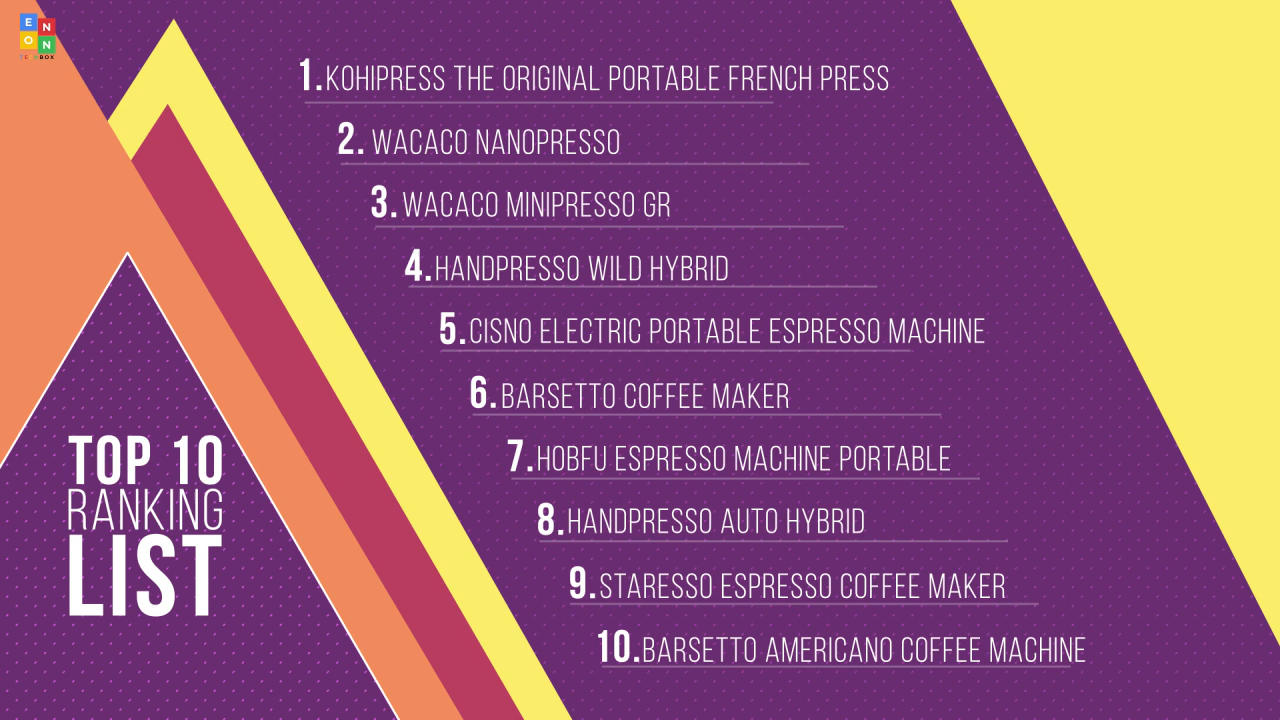 E N
O N
TECHBOX
1. KOHIPRESS THE ORIGINAL PORTABLE FRENCH PRESS
2. WACACO NANOPRESSO
3. WACACO MINIPRESSO GR
4. HANDPRESSO WILD HYBRID
5. CISNO ELECTRIC PORTABLE ESPRESSO MACHINE
6. BARSETTO COFFEE MAKER
7. HOBFU ESPRESSO MACHINE PORTABLE
8. HANDPRESSO AUTO HYBRID
9. STARESSO ESPRESSO COFFEE MAKER
10. BARSETTO AMERICANO COFFEE MACHINE
TOP 10
RANKING
LIST